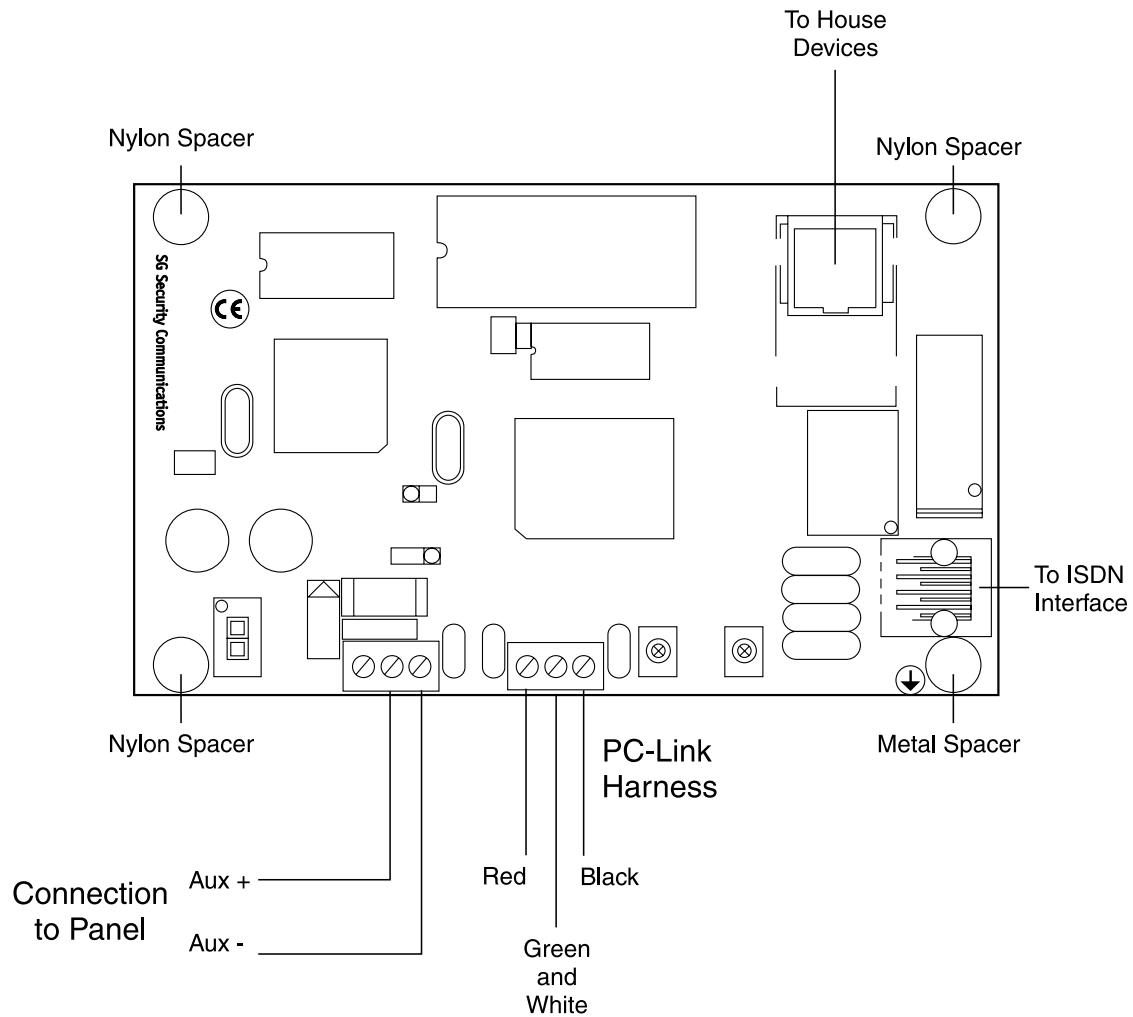 To House
Devices
Nylon Spacer
Nylon Spacer
SG Security Communications
CE
To ISDN
Interface
Nylon Spacer
PC-Link
Harness
Metal Spacer
Connection
to Panel
Aux +
Aux -
Red
Black
Green
and
White